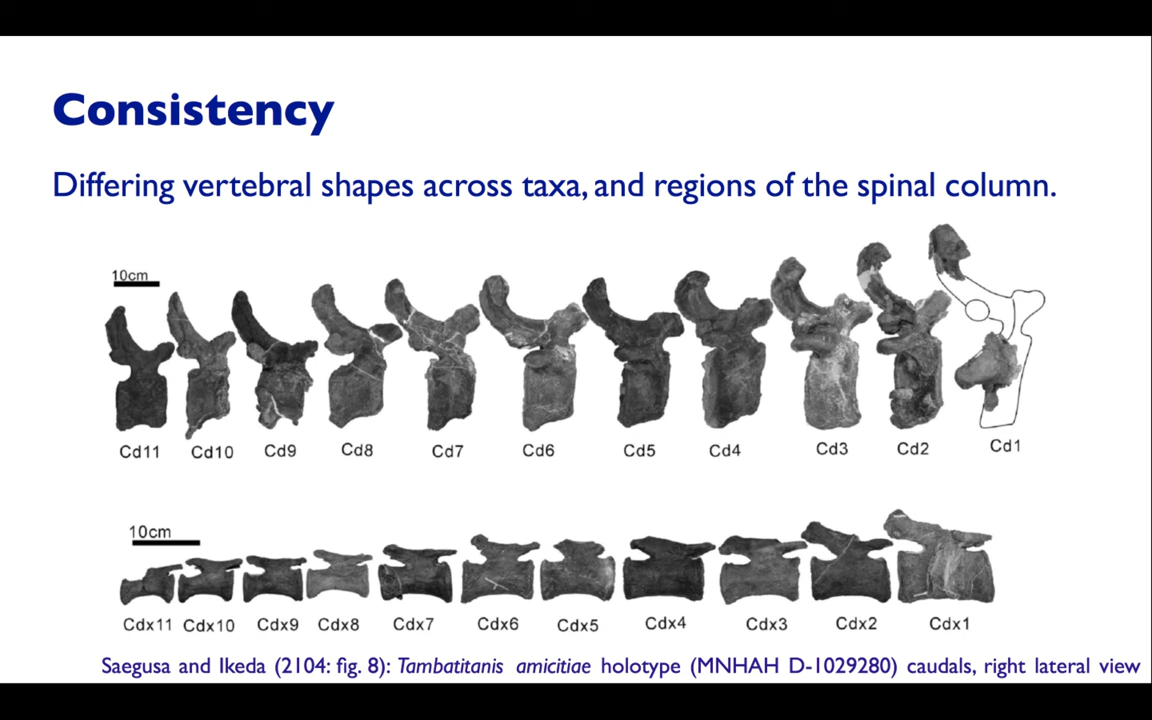 Consistency
Differing vertebral shapes across taxa, and regions of the spinal column.
10cm
Cd11 Cd10 Cd9 Cd8 Cd7 Cd6 Cd5 Cd4 Cd3 Cd2 Cd1
10cm
Cdx11 Cdx10 Cdx9 Cdx8 Cdx7 Cdx6 Cdx5 Cdx4 Cdx3 Cdx2 Cdx1
Saegusa and Ikeda (2104: fig. 8): Tambatitanis amicitiae holotype (MNHAH D-1029280) caudals, right lateral view